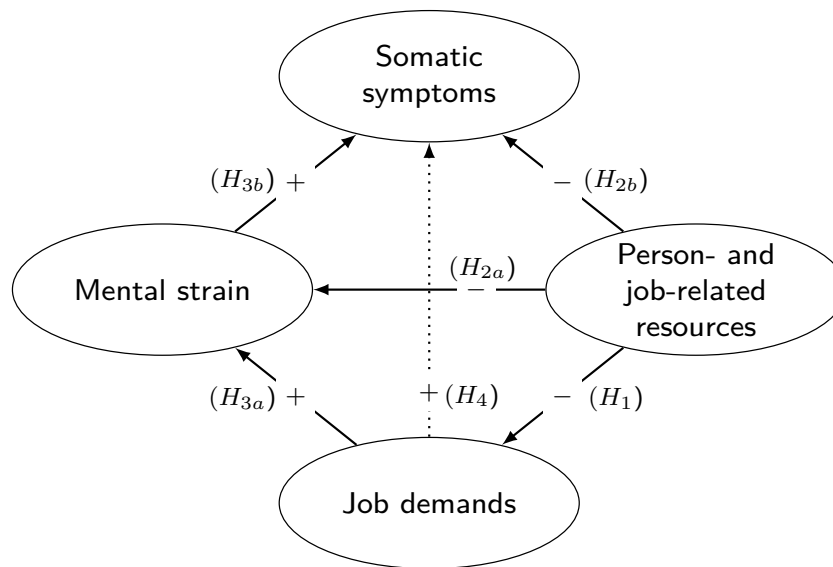 Somatic
symptoms
(H3b) +
− (H2b)
Mental strain
(H2a)
−
Person- and
job-related
resources
(H3a) +
+ (H4)
− (H1)
Job demands